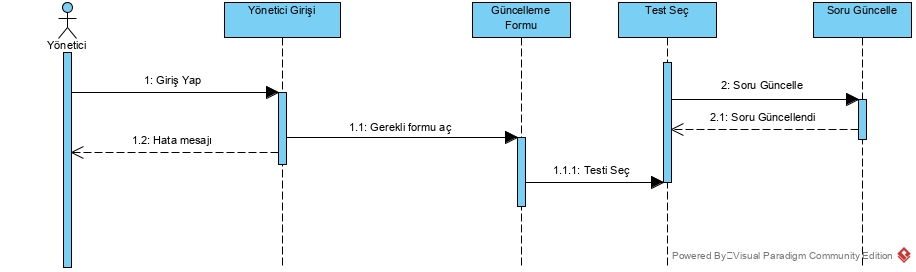 Yönetici
Yönetici Girişi
Güncelleme
Formu
Test Seç
Soru Güncelle
1: Giriş Yap
2: Soru Güncelle
2.1: Soru Güncellendi
1.1: Gerekli formu aç
1.2: Hata mesajı
1.1.1: Testi Seç
Powered By Visual Paradigm Community Edition